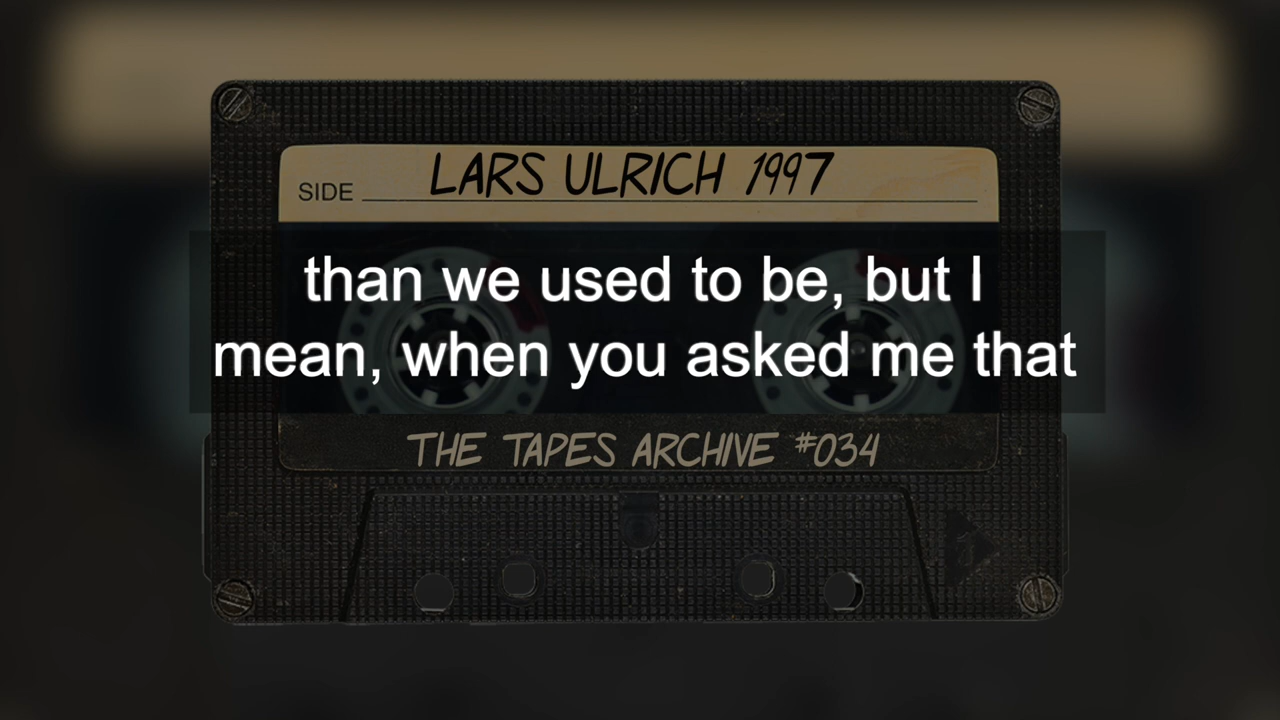 LARS ULRICH 1997
SIDE
than we used to be, but I
mean, when you asked me that
THE TAPES ARCHIVE #034